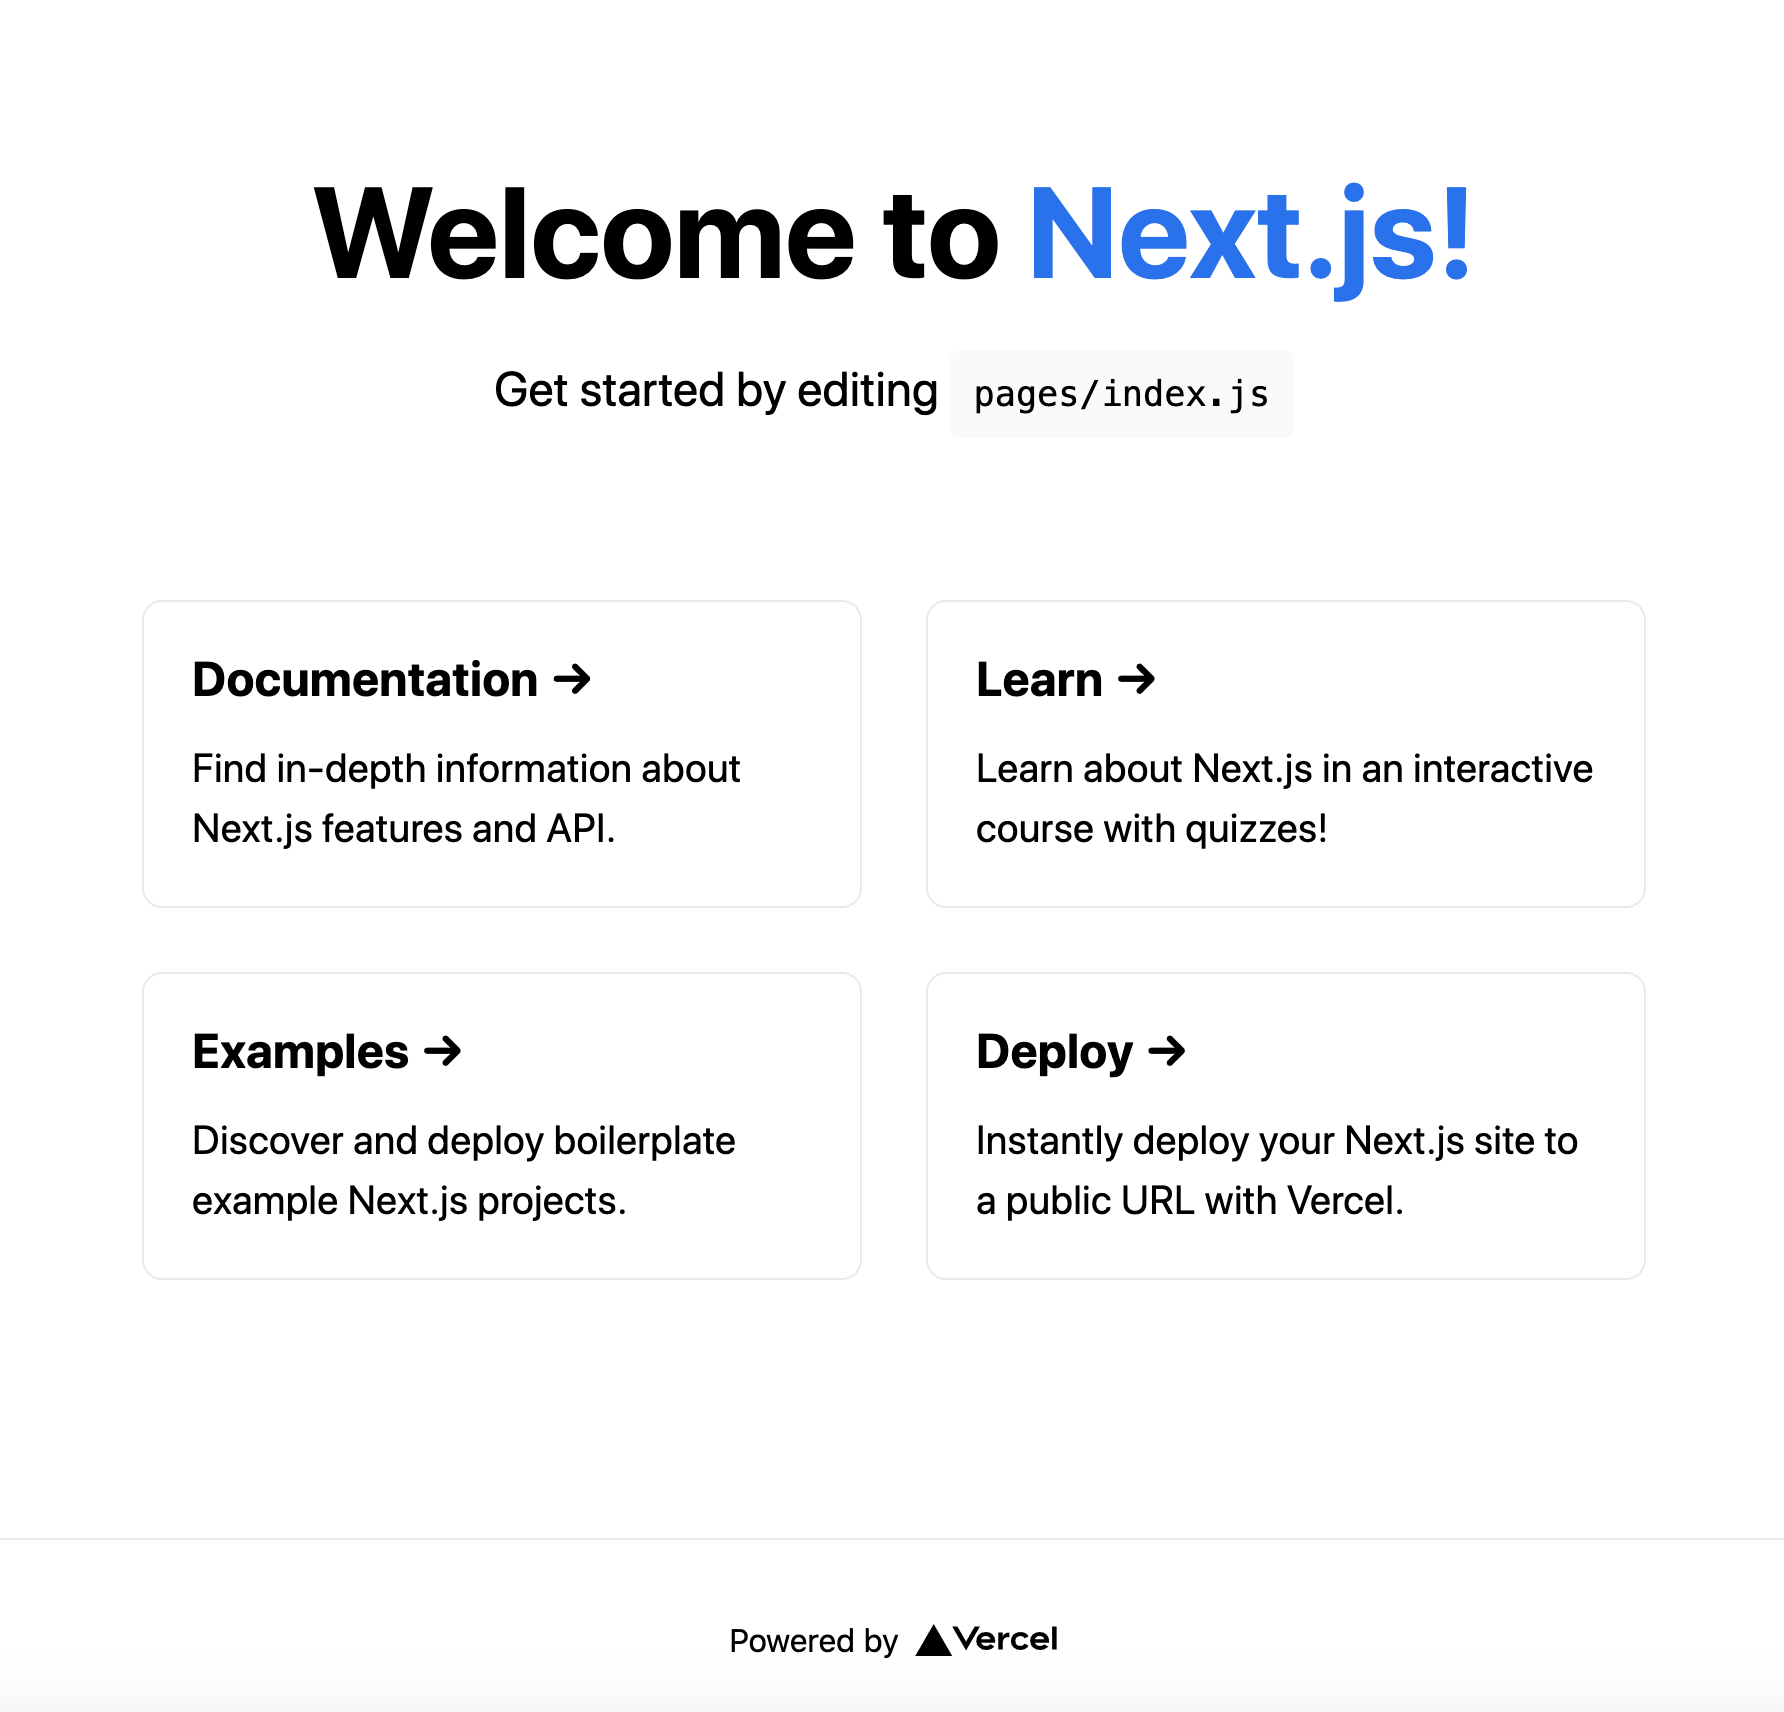 Welcome to Next.js!
Get started by editing pages/index.js
Documentation →
Find in-depth information about
Next.js features and API.
Learn →
Learn about Next.js in an interactive
course with quizzes!
Examples →
Discover and deploy boilerplate
example Next.js projects.
Deploy →
Instantly deploy your Next.js site to
a public URL with Vercel.
Powered by Vercel